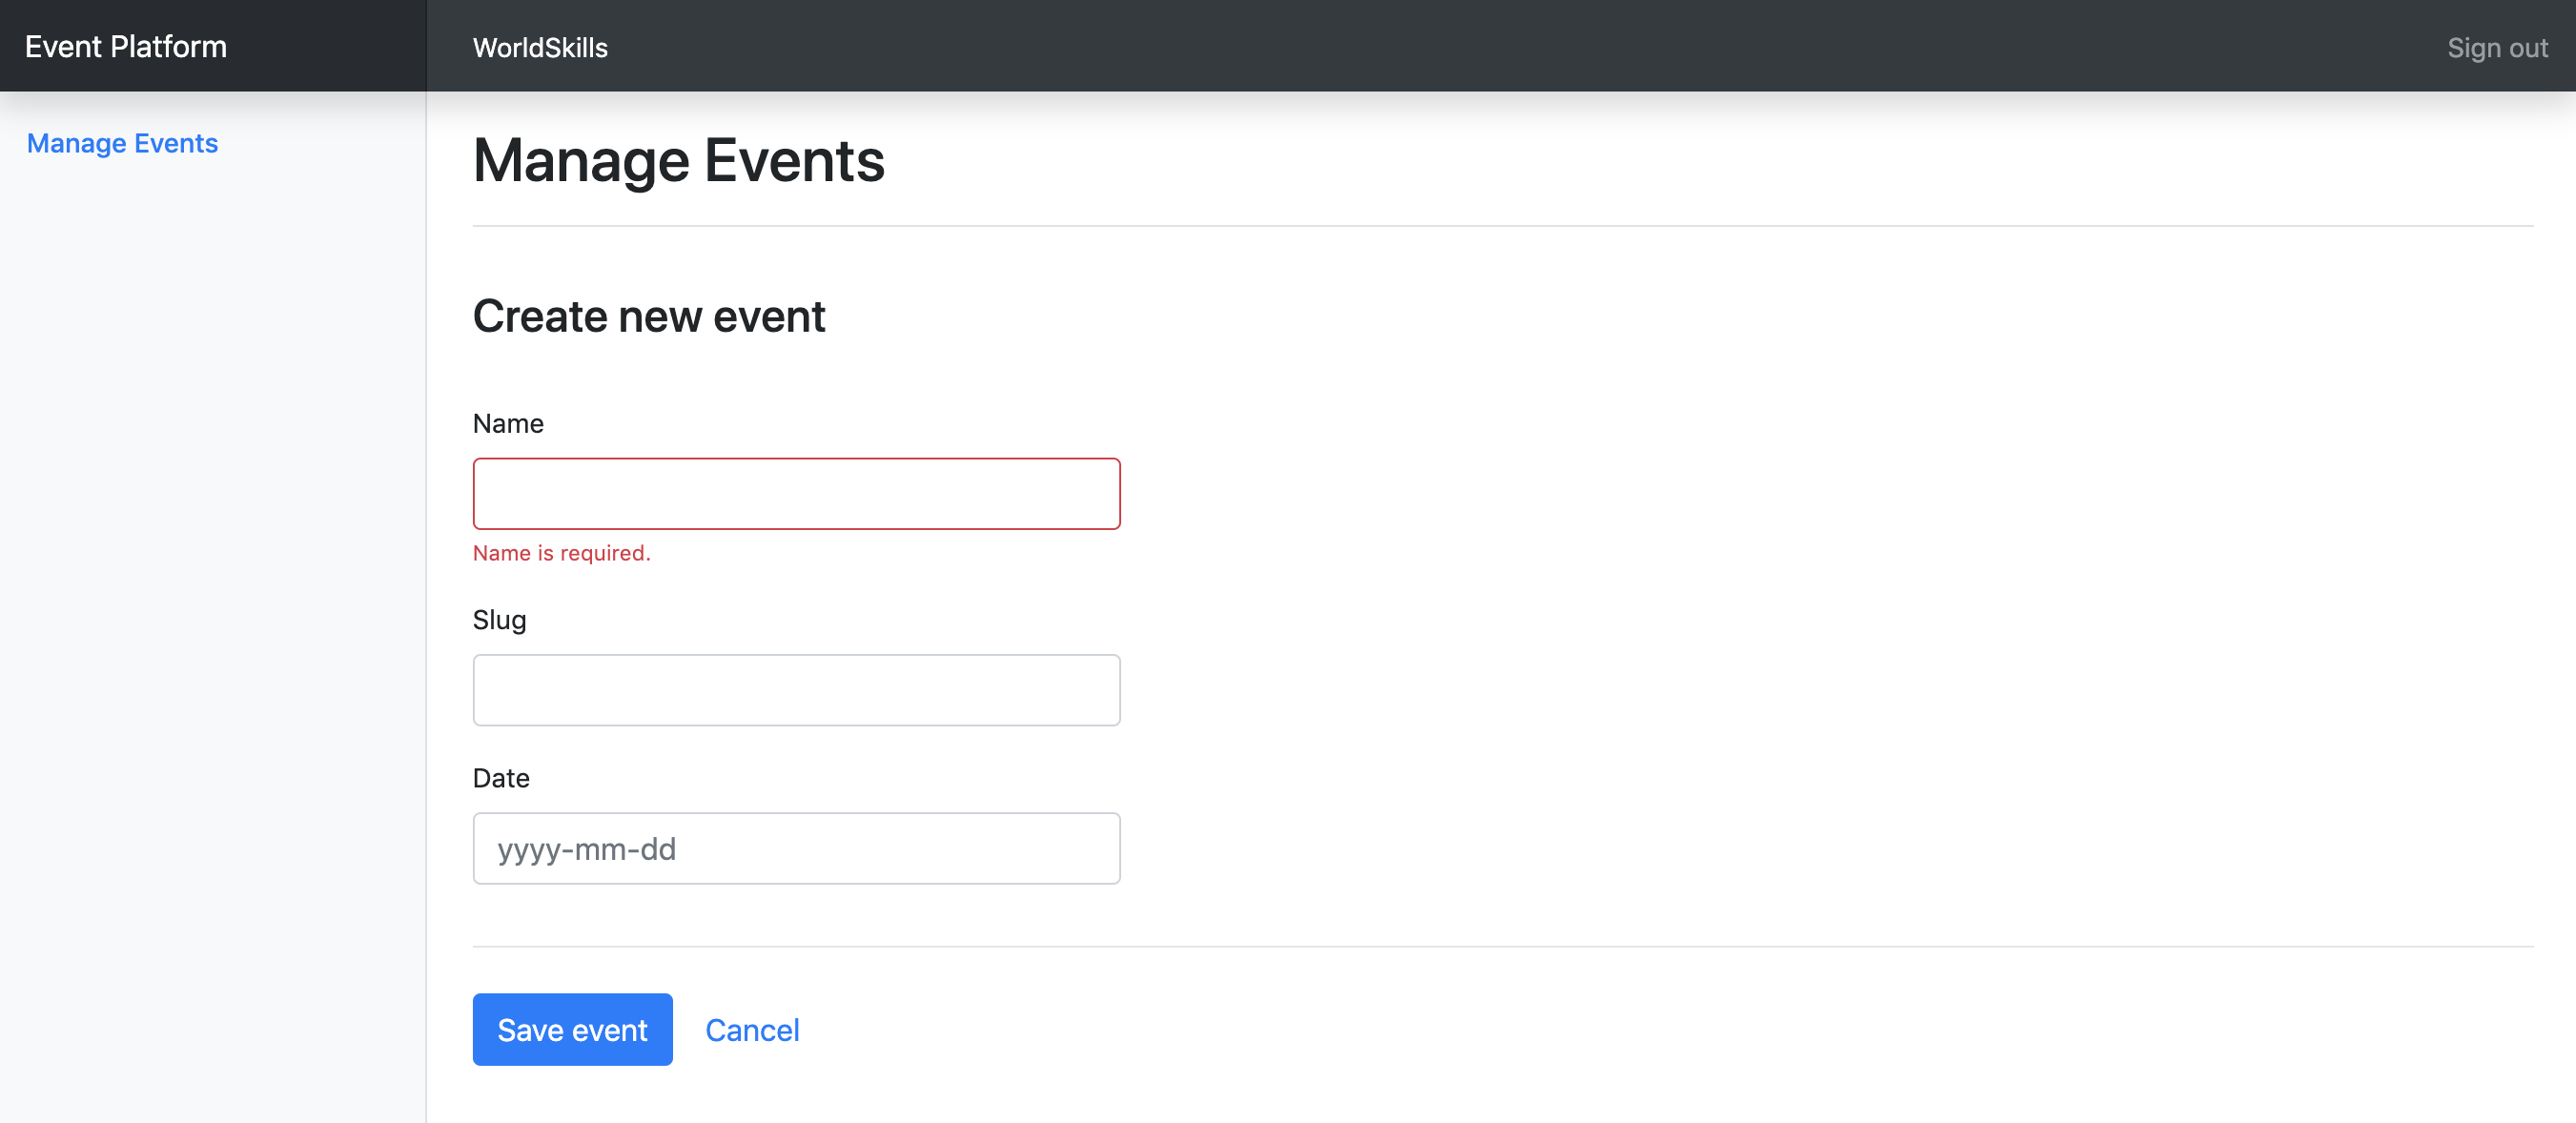 Event Platform
WorldSkills
Sign out
Manage Events
Manage Events
Create new event
Name
Name is required.
Slug
Date
yyyy-mm-dd
Save event
Cancel